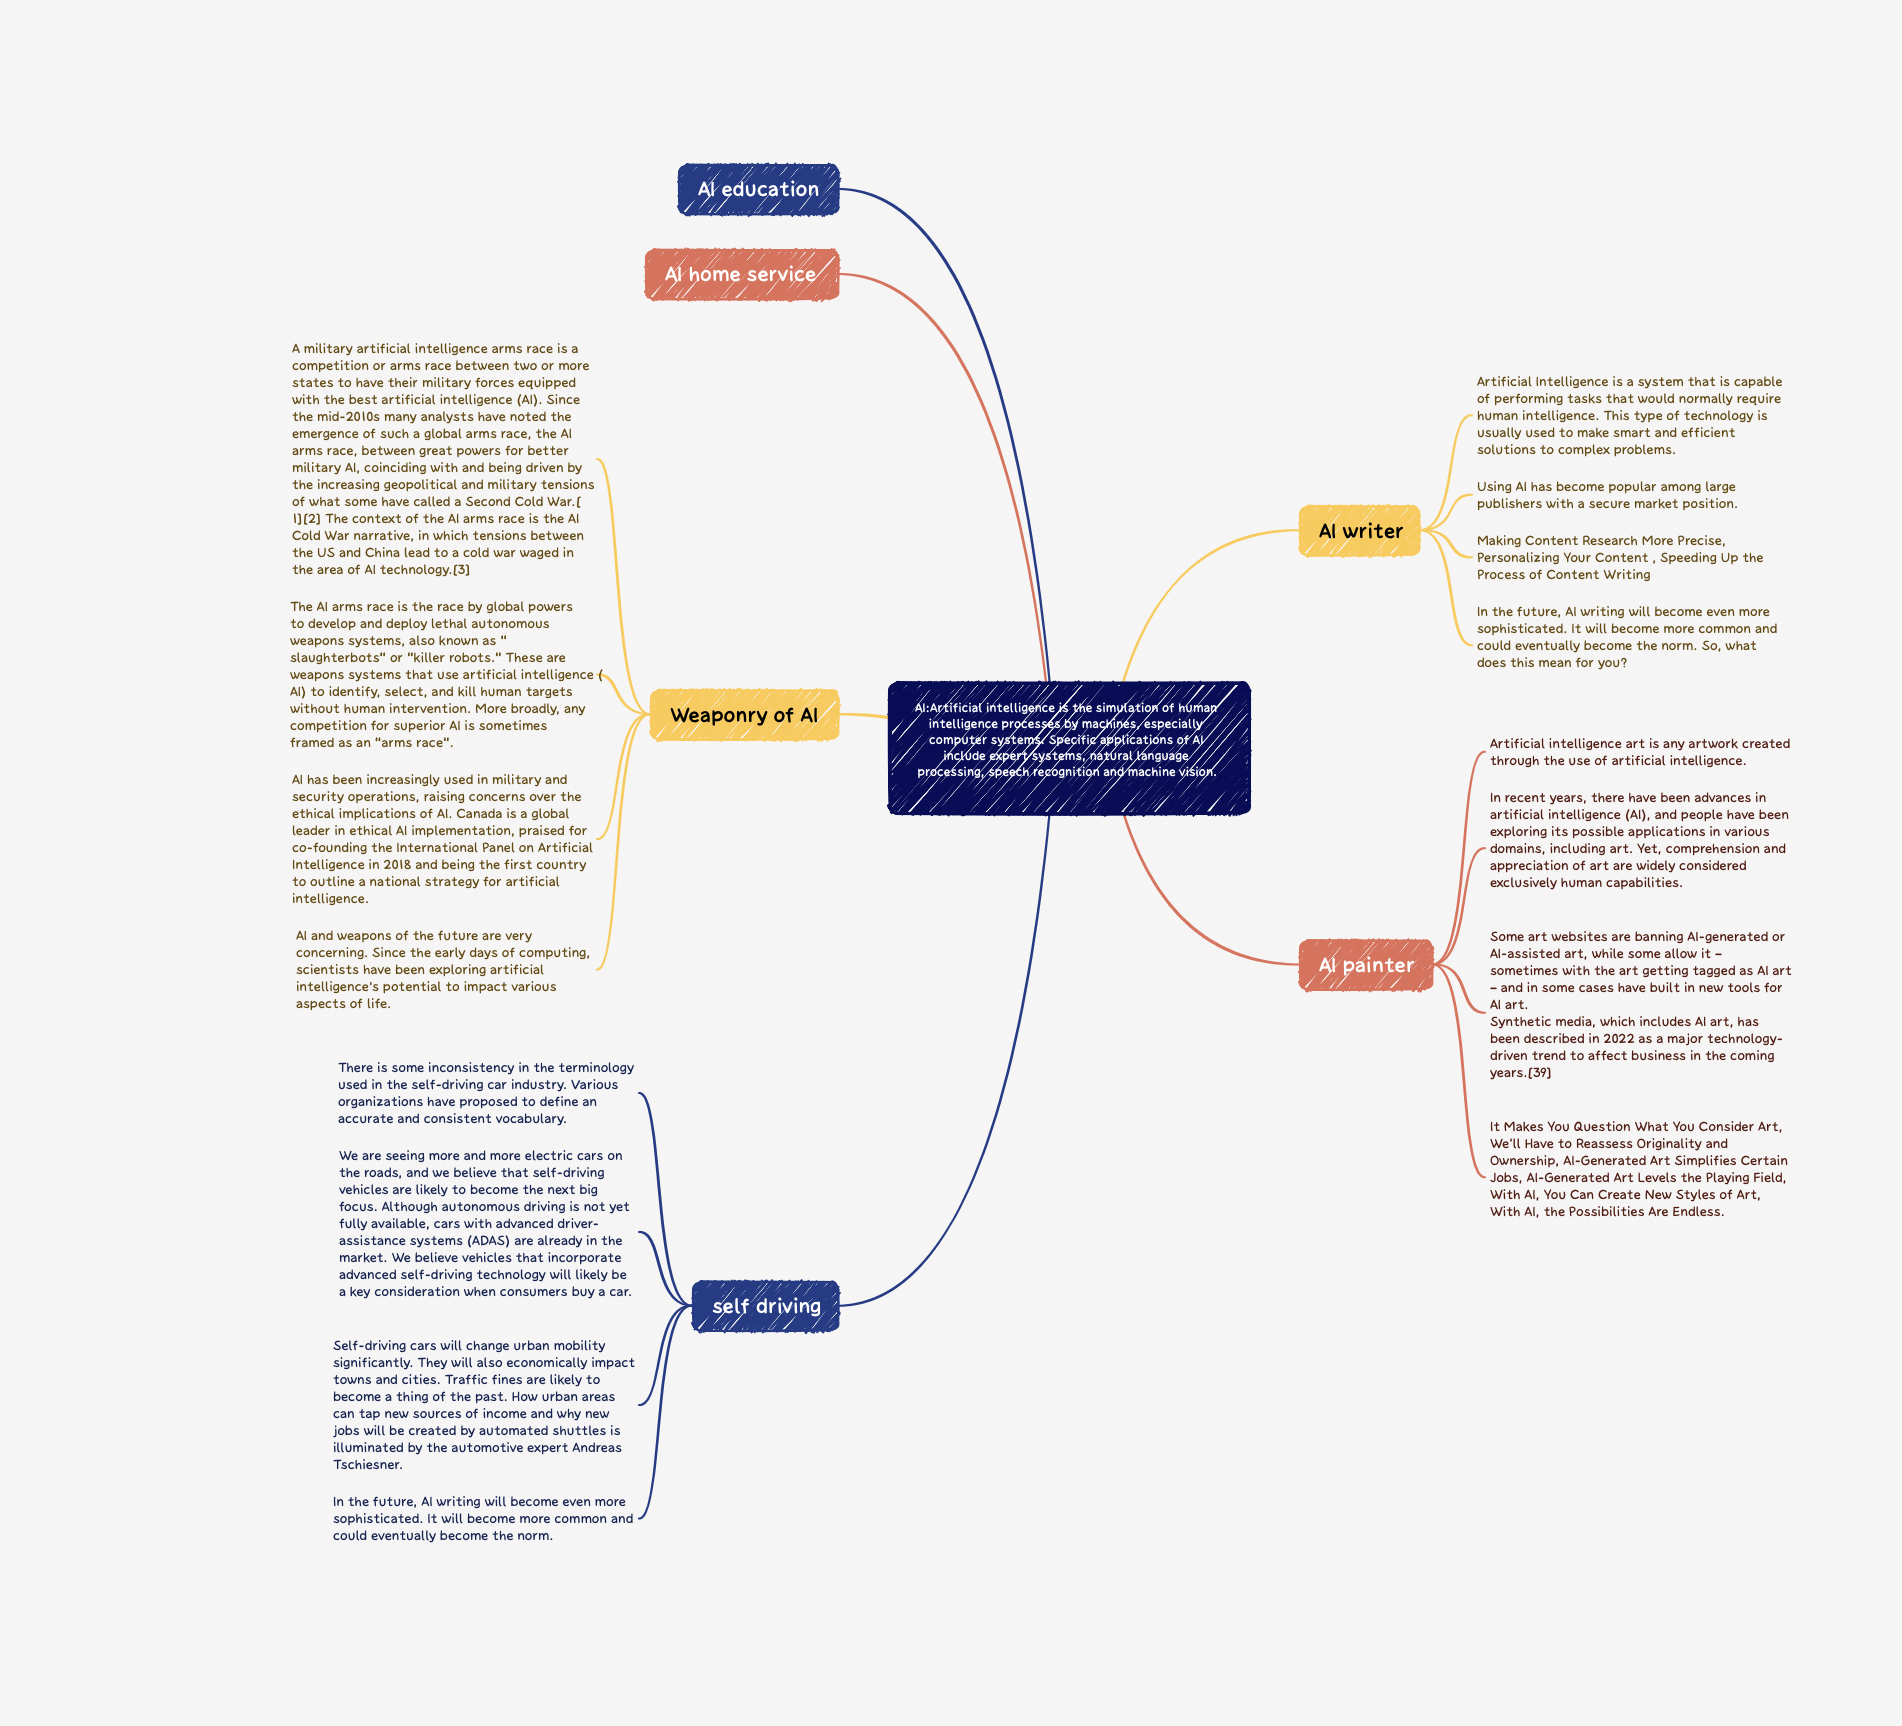 AI education
AI home service
A military artificial intelligence arms race is a
competition or arms race between two or more
states to have their military forces equipped
with the best artificial intelligence (AI). Since
the mid-2010s many analysts have noted the
emergence of such a global arms race, the AI
arms race, between great powers for better
military AI, coinciding with and being driven by
the increasing geopolitical and military tensions
of what some have called a Second Cold War.[
1][2] The context of the AI arms race is the AI
Cold War narrative, in which tensions between
the US and China lead to a cold war waged in
the area of AI technology.[3]
The AI arms race is the race by global powers
to develop and deploy lethal autonomous
weapons systems, also known as "
slaughterbots" or "killer robots." These are
weapons systems that use artificial intelligence (
AI) to identify, select, and kill human targets
without human intervention. More broadly, any
competition for superior AI is sometimes
framed as an "arms race".
Weaponry of AI
AI has been increasingly used in military and
security operations, raising concerns over the
ethical implications of AI. Canada is a global
leader in ethical AI implementation, praised for
co-founding the International Panel on Artificial
Intelligence in 2018 and being the first country
to outline a national strategy for artificial
intelligence.
AI and weapons of the future are very
concerning. Since the early days of computing,
scientists have been exploring artificial
intelligence's potential to impact various
aspects of life.
There is some inconsistency in the terminology
used in the self-driving car industry. Various
organizations have proposed to define an
accurate and consistent vocabulary.
We are seeing more and more electric cars on
the roads, and we believe that self-driving
vehicles are likely to become the next big
focus. Although autonomous driving is not yet
fully available, cars with advanced driver-
assistance systems (ADAS) are already in the
market. We believe vehicles that incorporate
advanced self-driving technology will likely be
a key consideration when consumers buy a car.
self driving
Self-driving cars will change urban mobility
significantly. They will also economically impact
towns and cities. Traffic fines are likely to
become a thing of the past. How urban areas
can tap new sources of income and why new
jobs will be created by automated shuttles is
illuminated by the automotive expert Andreas
Tschiesner.
In the future, AI writing will become even more
sophisticated. It will become more common and
could eventually become the norm.
AI:Artificial intelligence is the simulation of human
intelligence processes by machines, especially
computer systems. Specific applications of AI
include expert systems, natural language
processing, speech recognition and machine vision.
Artificial Intelligence is a system that is capable
of performing tasks that would normally require
human intelligence. This type of technology is
usually used to make smart and efficient
solutions to complex problems.
Using AI has become popular among large
publishers with a secure market position.
AI writer
Making Content Research More Precise,
Personalizing Your Content , Speeding Up the
Process of Content Writing
In the future, AI writing will become even more
sophisticated. It will become more common and
could eventually become the norm. So, what
does this mean for you?
Artificial intelligence art is any artwork created
through the use of artificial intelligence.
In recent years, there have been advances in
artificial intelligence (AI), and people have been
exploring its possible applications in various
domains, including art. Yet, comprehension and
appreciation of art are widely considered
exclusively human capabilities.
AI painter
Some art websites are banning AI-generated or
AI-assisted art, while some allow it –
sometimes with the art getting tagged as AI art
– and in some cases have built in new tools for
AI art.
Synthetic media, which includes AI art, has
been described in 2022 as a major technology-
driven trend to affect business in the coming
years.[39]
It Makes You Question What You Consider Art,
We'll Have to Reassess Originality and
Ownership, AI-Generated Art Simplifies Certain
Jobs, AI-Generated Art Levels the Playing Field,
With AI, You Can Create New Styles of Art,
With AI, the Possibilities Are Endless.